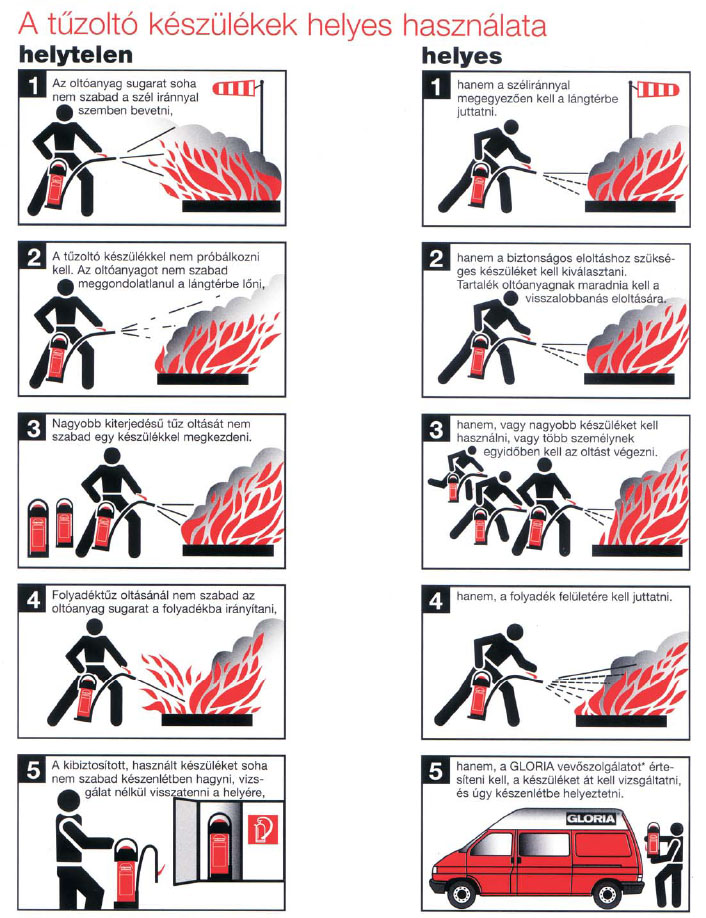 A tűzoltó készülékek helyes használata
helytelen
1
Az oltóanyag sugarat soha
nem szabad a szél iránnyal
szemben bevetni,
2
A tűzoltó készülékkel nem próbálkozni
kell. Az oltóanyagot nem szabad
meggondolatlanul a lángtérbe lőni,
3
Nagyobb kiterjedésű tűz oltását nem
szabad egy készülékkel megkezdeni.
4
Folyadéktűz oltásánál nem szabad az
oltóanyag sugarat a folyadékba irányítani,
5
A kibiztosított, használt készüléket soha
nem szabad készenlétben hagyni, vizs-
gálat nélkül visszatenni a helyére,
helyes
1
hanem a széliránnyal
megegyezően kell a lángtérbe
juttatni.
2
hanem a biztonságos eloltáshoz szüksé-
ges készüléket kell kiválasztani.
Tartalék oltóanyagnak maradnia kell a
visszalobbanás eloltására.
3
hanem, vagy nagyobb készüléket kell
használni, vagy több személynek
egyidőben kell az oltást végezni.
4
hanem, a folyadék felületére kell juttatni.
5
hanem, a GLORIA vevőszolgálatot* érte-
síteni kell, a készüléket át kell vizsgáltatni,
és úgy készenlétbe helyeztetni.
GLORIA